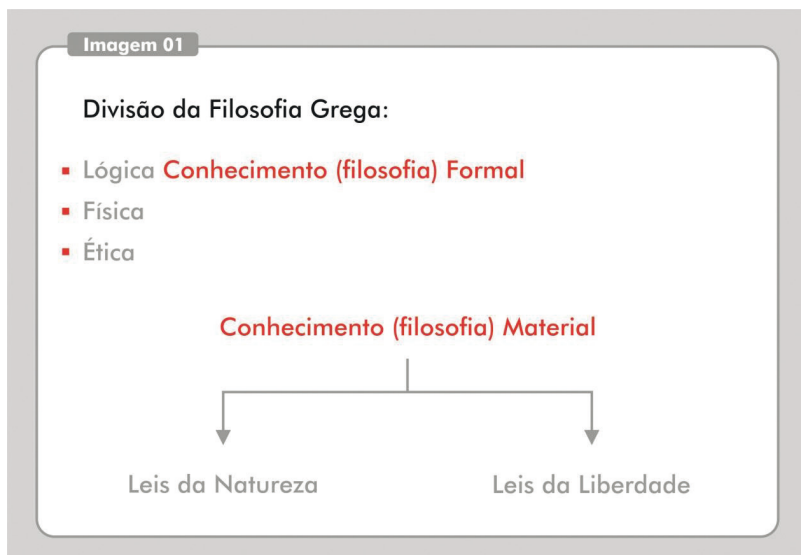 Imagem 01
Divisão da Filosofia Grega:
Lógica Conhecimento (filosofia) Formal
Física
Ética
Conhecimento (filosofia) Material
Leis da Natureza
Leis da Liberdade